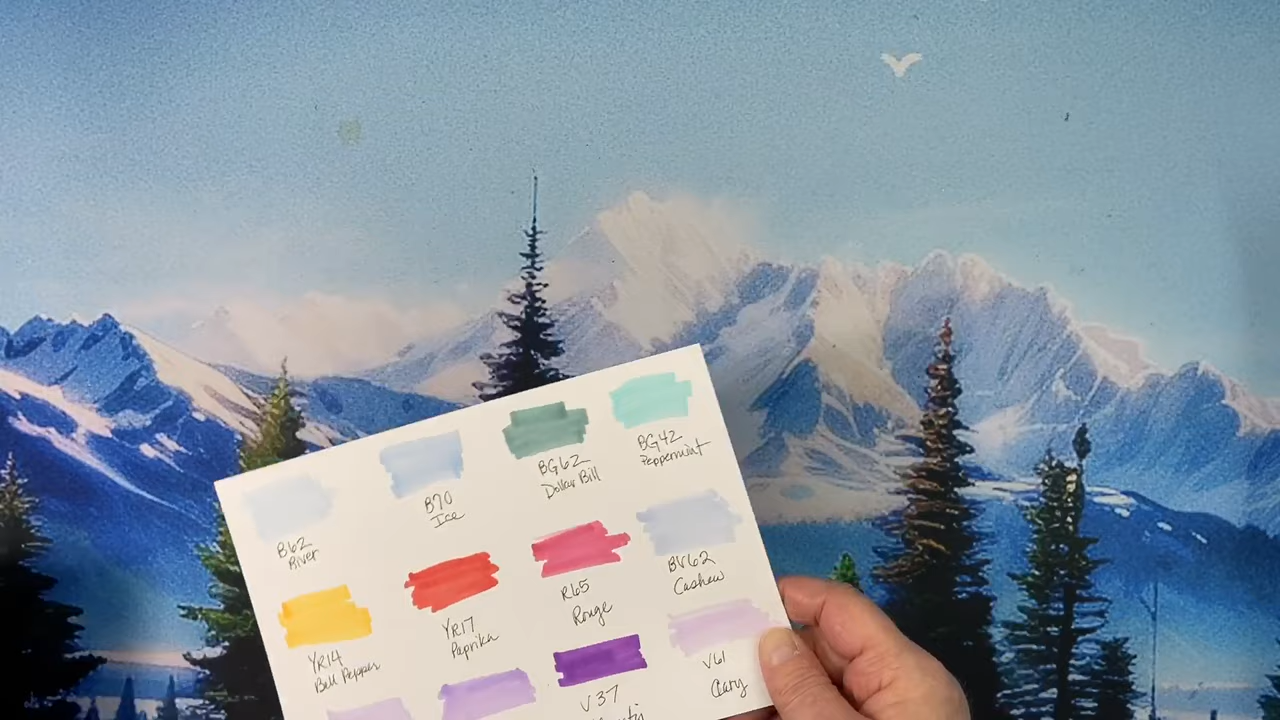 B62
River
B70
Ice
BG62
Dollar Bill
BG42
Peppermint
YR14
Bell Pepper
YR17
Paprika
R65
Rouge
BV62
Cashew
V37
V61